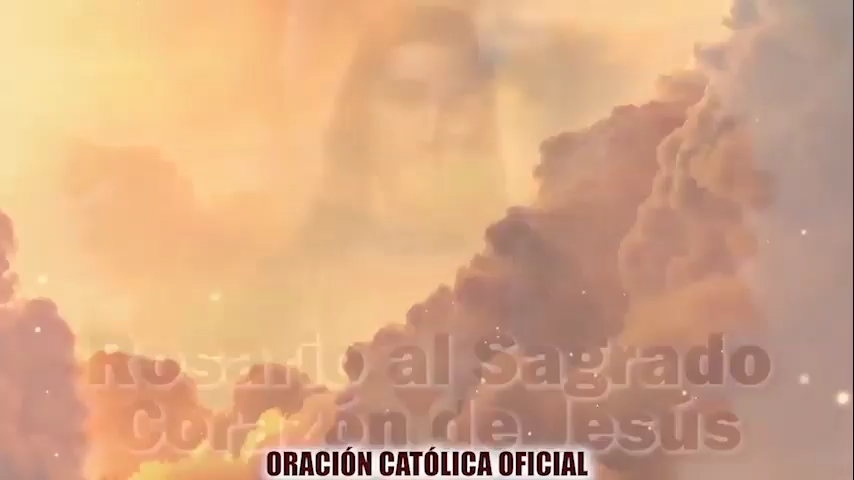 Rosario al Sagrado
Corazón de Jesús
ORACIÓN CATÓLICA OFICIAL